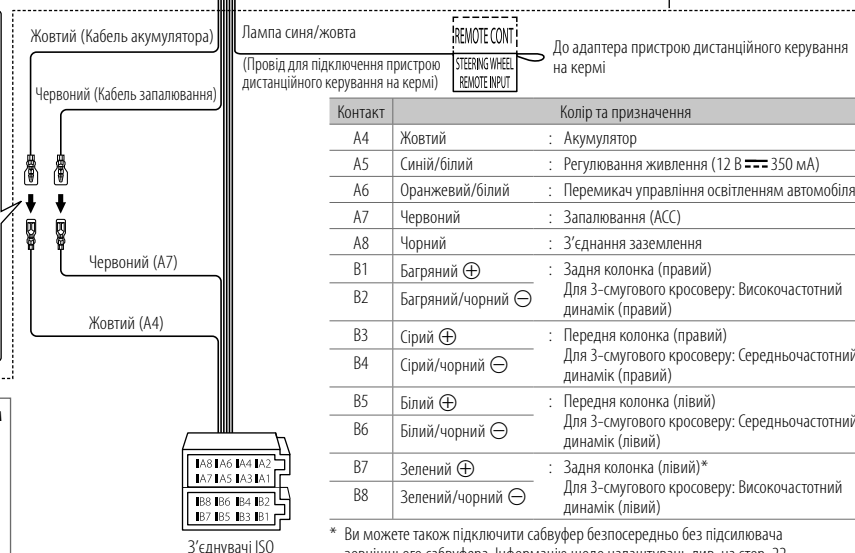 Жовтий (Кабель акумулятора)
Червоний (Кабель запалювання)
Червоний (A7)
Жовтий (A4)
Лампа синя/жовта
(Провід для підключення пристрою
дистанційного керування на кермі)
REMOTE CONT
STEERING WHEEL
REMOTE INPUT
До адаптера пристрою дистанційного керування
на кермі
Контакт Колір та призначення
A4 Жовтий : Акумулятор
A5 Синій/білий : Регулювання живлення (12 В ⎓ 350 мА)
A6 Оранжевий/білий : Перемикач управління освітленням автомобіля
A7 Червоний : Запалювання (ACC)
A8 Чорний : З’єднання заземлення
B1 Багряний ⊕ : Задня колонка (правий)
B2 Багряний/чорний ⊖ Для 3-смугового кросоверу: Високочастотний
динамік (правий)
B3 Сірий ⊕ : Передня колонка (правий)
B4 Сірий/чорний ⊖ Для 3-смугового кросоверу: Середньочастотний
динамік (правий)
B5 Білий ⊕ : Передня колонка (лівий)
B6 Білий/чорний ⊖ Для 3-смугового кросоверу: Середньочастотний
динамік (лівий)
B7 Зелений ⊕ : Задня колонка (лівий)*
B8 Зелений/чорний ⊖ Для 3-смугового кросоверу: Високочастотний
динамік (лівий)
* Ви можете також підключити сабвуфер безпосередньо без підсилювача
A8 A6 A4 A2
A7 A5 A3 A1
B8 B6 B4 B2
B7 B5 B3 B1
З’єднувачі ISO